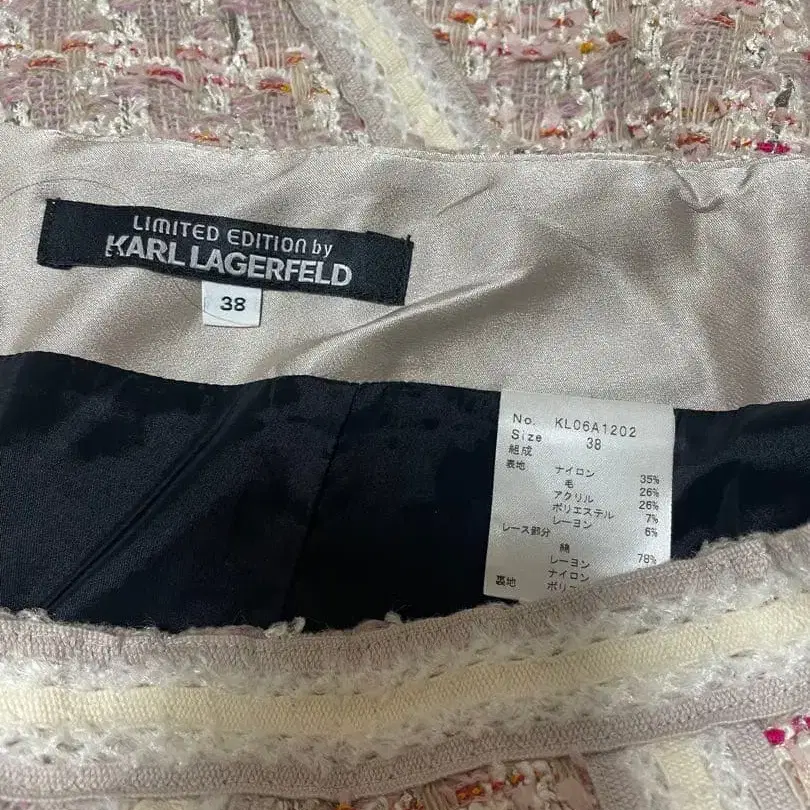 LIMITED EDITION by
KARL LAGERFELD
38
No. KL06A1202
Size 38
組成
表地 ナイロン 35%
毛 26%
アクリル 26%
ポリエステル 7%
レーヨン 6%
レース部分
綿 78%
レーヨン
ナイロン
裏地